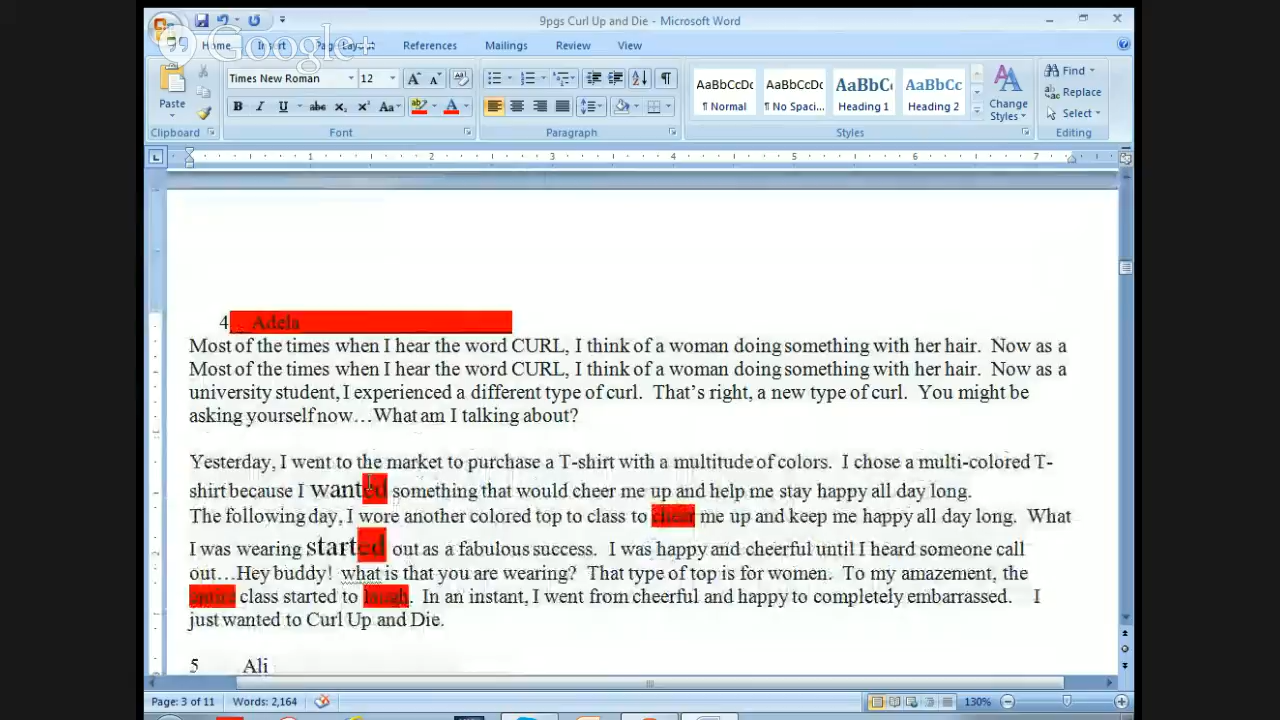 9pgs Curl Up and Die - Microsoft Word
Google+
Home Insert Page Layout References Mailings Review View
Times New Roman 12
Paste
AaBbCcDc AaBbCcDc AaBbC AaBbCc
¶ Normal ¶ No Spaci... Heading 1 Heading 2
Change Styles
Find
Replace
Select
Clipboard Font Paragraph Styles Editing
1 2 3 4 5 6 7
4 Adela
Most of the times when I hear the word CURL, I think of a woman doing something with her hair. Now as a
Most of the times when I hear the word CURL, I think of a woman doing something with her hair. Now as a
university student, I experienced a different type of curl. That's right, a new type of curl. You might be
asking yourself now…What am I talking about?
Yesterday, I went to the market to purchase a T-shirt with a multitude of colors. I chose a multi-colored T-
shirt because I wanted something that would cheer me up and help me stay happy all day long.
The following day, I wore another colored top to class to chear me up and keep me happy all day long. What
I was wearing started out as a fabulous success. I was happy and cheerful until I heard someone call
out…Hey buddy! what is that you are wearing? That type of top is for women. To my amazement, the
class started to laugh. In an instant, I went from cheerful and happy to completely embarrassed. I
just wanted to Curl Up and Die.
5 Ali
Page: 3 of 11 Words: 2,164 130%